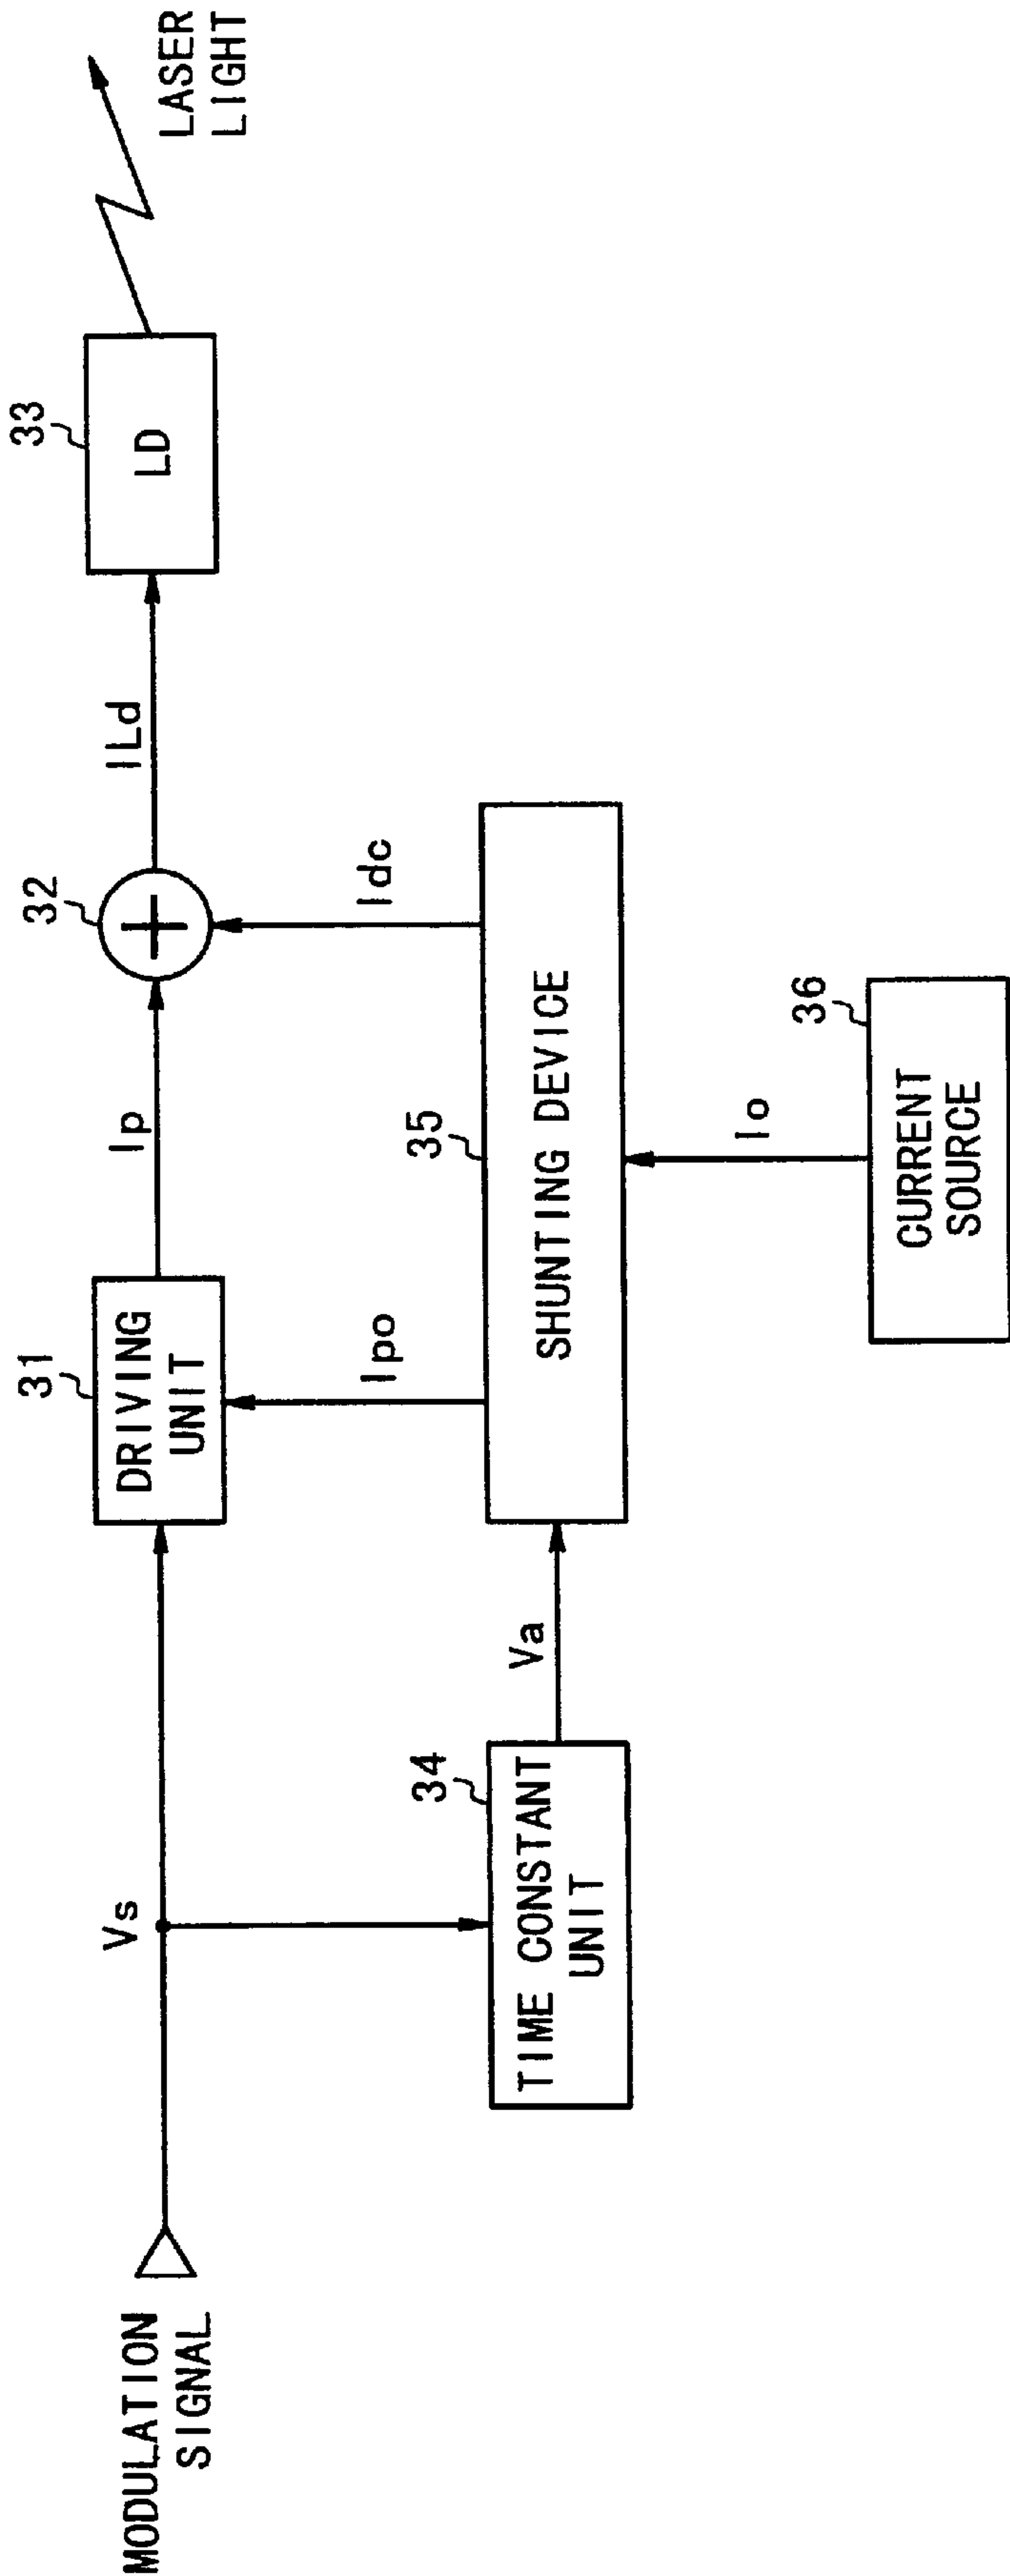 MODULATION
SIGNAL
Vs
31
DRIVING
UNIT
Ip
32
ILd
33
LD
LASER
LIGHT
Ipo
Idc
34
TIME CONSTANT
UNIT
Va
35
SHUNTING DEVICE
Io
36
CURRENT
SOURCE